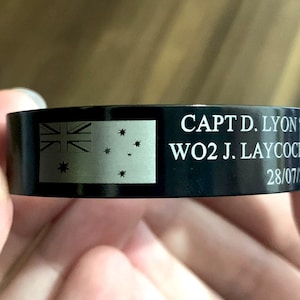 CAPT D. LYON
WO2 J. LAYCOCK
28/07/